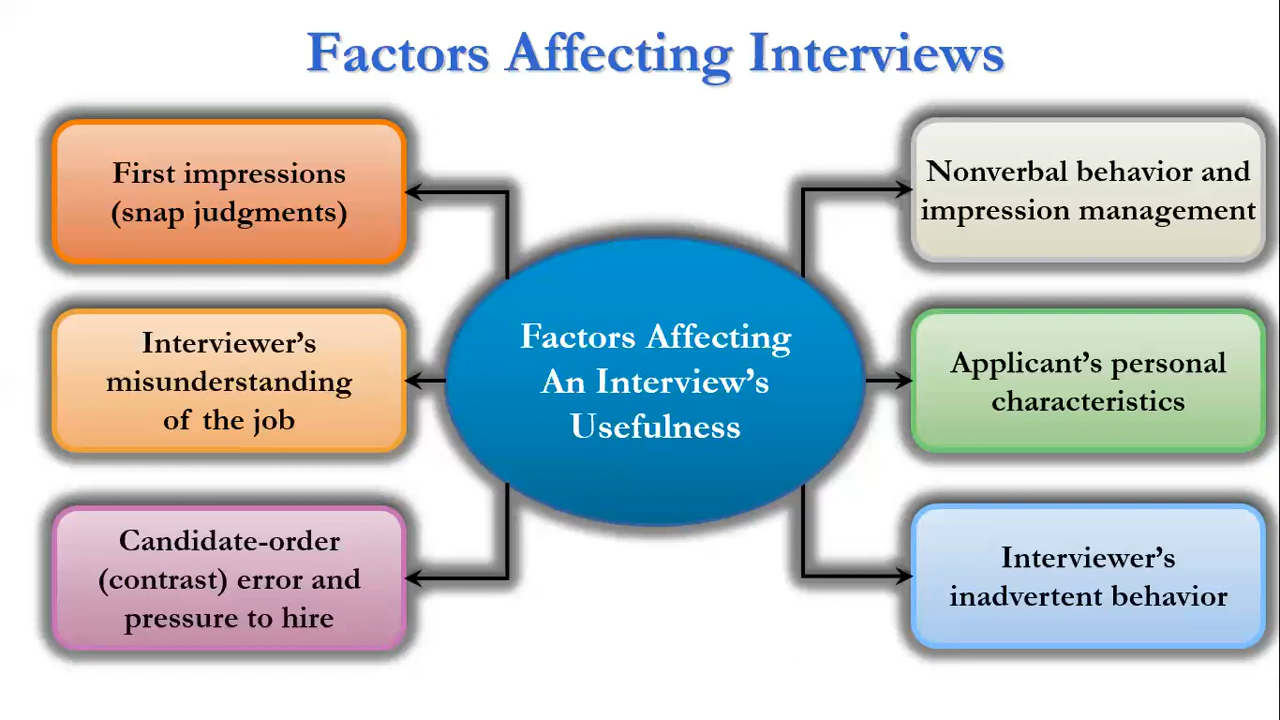 Factors Affecting Interviews
First impressions
(snap judgments)
Interviewer’s
misunderstanding
of the job
Candidate-order
(contrast) error and
pressure to hire
Factors Affecting
An Interview’s
Usefulness
Nonverbal behavior and
impression management
Applicant’s personal
characteristics
Interviewer’s
inadvertent behavior